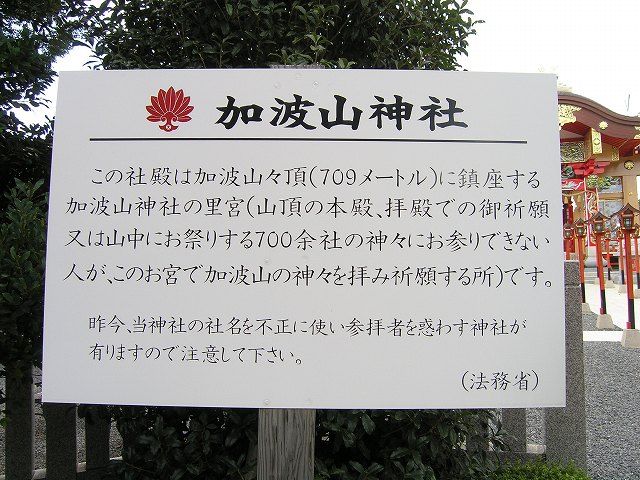 加波山神社
この社殿は加波山々頂(709メートル)に鎮座する
加波山神社の里宮(山頂の本殿、拝殿での御祈願
又は山中にお祭りする700余社の神々にお参りできない
人が、このお宮で加波山の神々を拝み祈願する所)です。
昨今、当神社の社名を不正に使い参拝者を惑わす神社が
有りますので注意して下さい。
(法務省)